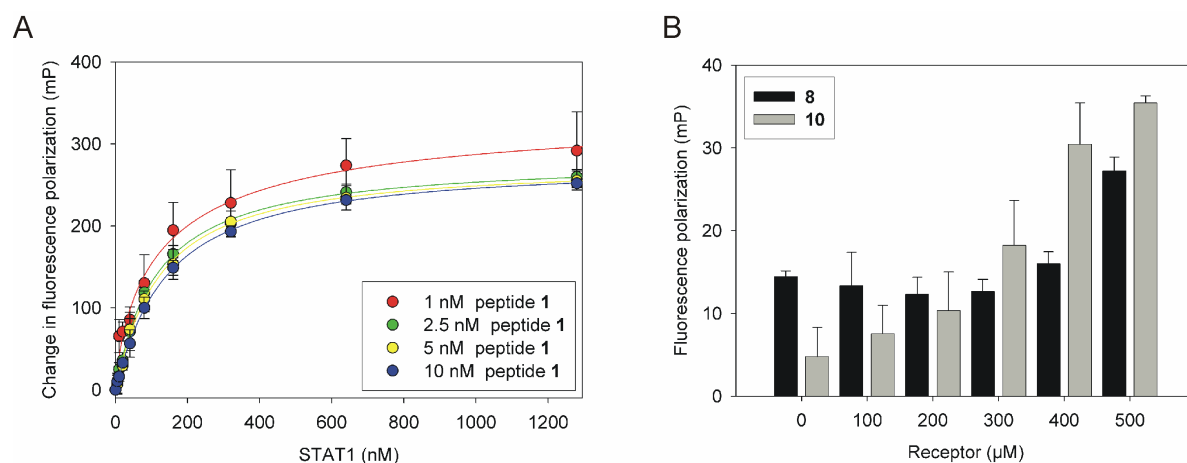 A
Change in fluorescence polarization (mP)
400
300
200
100
0
0 200 400 600 800 1000 1200
STAT1 (nM)
1 nM peptide 1
2.5 nM peptide 1
5 nM peptide 1
10 nM peptide 1
B
Fluorescence polarization (mP)
40
30
20
10
0
0 100 200 300 400 500
Receptor (µM)
8
10